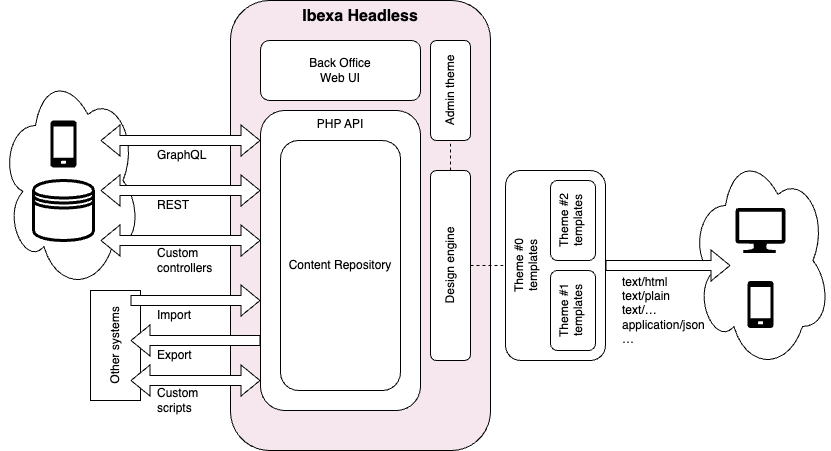 Ibexa Headless
Back Office
Web UI
Admin theme
PHP API
GraphQL
REST
Custom
controllers
Content Repository
Design engine
Theme #0
templates
Theme #2
templates
Theme #1
templates
text/html
text/plain
text/...
application/json
...
Other systems
Import
Export
Custom
scripts